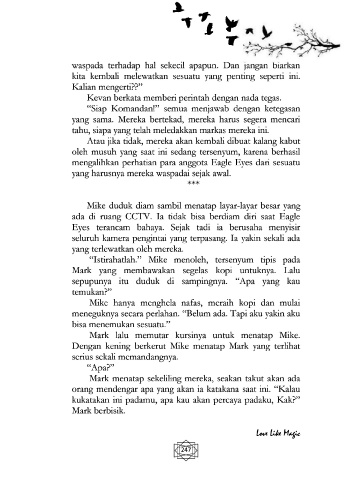 waspada terhadap hal sekecil apapun. Dan jangan biarkan
kita kembali melewatkan sesuatu yang penting seperti ini.
Kalian mengerti??"
Kevan berkata memberi perintah dengan nada tegas.
"Siap Komandan!" semua menjawab dengan ketegasan
yang sama. Mereka bertekad, mereka harus segera mencari
tahu, siapa yang telah meledakkan markas mereka ini.
Atau jika tidak, mereka akan kembali dibuat kalang kabut
oleh musuh yang saat ini sedang tersenyum, karena berhasil
mengalihkan perhatian para anggota Eagle Eyes dari sesuatu
yang harusnya mereka waspadai sejak awal.
***
Mike duduk diam sambil menatap layar-layar besar yang
ada di ruang CCTV. Ia tidak bisa berdiam diri saat Eagle
Eyes terancam bahaya. Sejak tadi ia berusaha menyisir
seluruh kamera pengintai yang terpasang. Ia yakin sekali ada
yang terlewatkan oleh mereka.
"Istirahatlah." Mike menoleh, tersenyum tipis pada
Mark yang membawakan segelas kopi untuknya. Lalu
sepupunya itu duduk di sampingnya. "Apa yang kau
temukan?"
Mike hanya menghela nafas, meraih kopi dan mulai
meneguknya secara perlahan. "Belum ada. Tapi aku yakin aku
bisa menemukan sesuatu."
Mark lalu memutar kursinya untuk menatap Mike.
Dengan kening berkerut Mike menatap Mark yang terlihat
serius sekali memandangnya.
"Apa?"
Mark menatap sekeliling mereka, seakan takut akan ada
orang mendengar apa yang akan ia katakana saat ini. "Kalau
kukatakan ini padamu, apa kau akan percaya padaku, Kak?"
Mark berbisik.
Love Like Magic
247